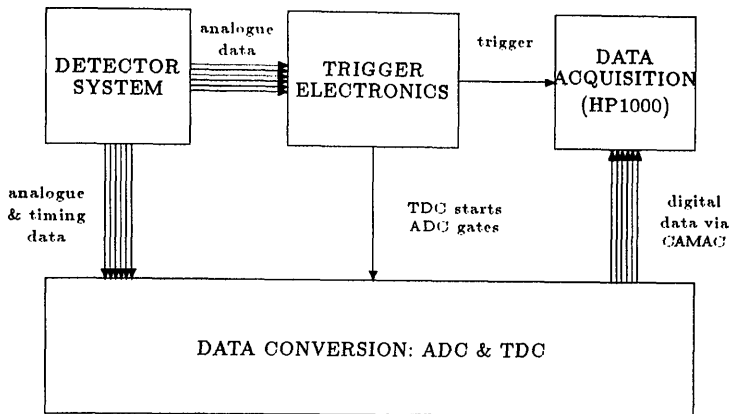 analogue
data
DETECTOR
SYSTEM
TRIGGER
ELECTRONICS
trigger
DATA
ACQUISITION
(HP1000)
analogue
& timing
data
TDC starts
ADC gates
digital
data via
CAMAC
DATA CONVERSION: ADC & TDC